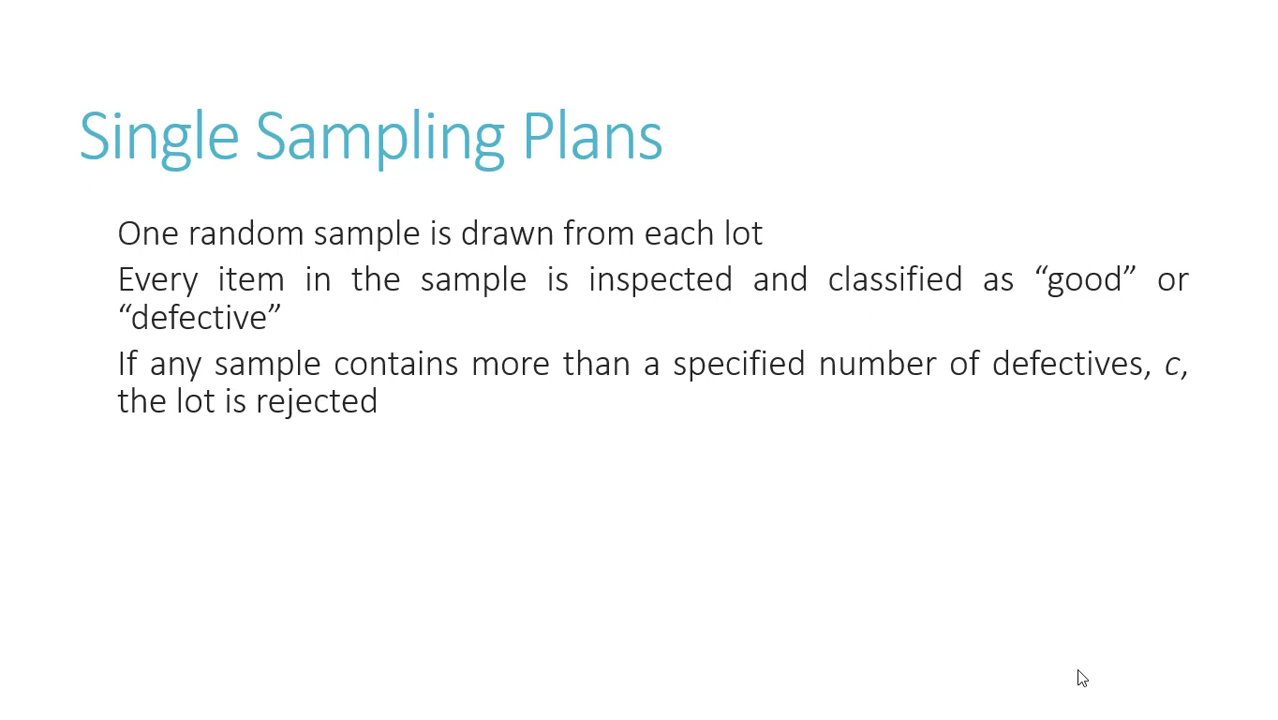 Single Sampling Plans
One random sample is drawn from each lot
Every item in the sample is inspected and classified as “good” or
“defective”
If any sample contains more than a specified number of defectives, c,
the lot is rejected